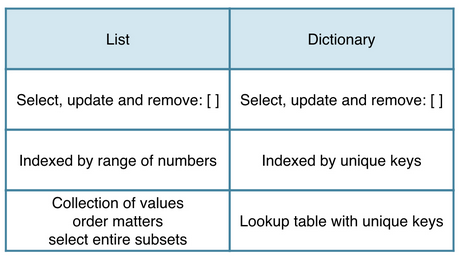 List
Dictionary
Select, update and remove: [ ]
Select, update and remove: [ ]
Indexed by range of numbers
Indexed by unique keys
Collection of values
order matters
select entire subsets
Lookup table with unique keys